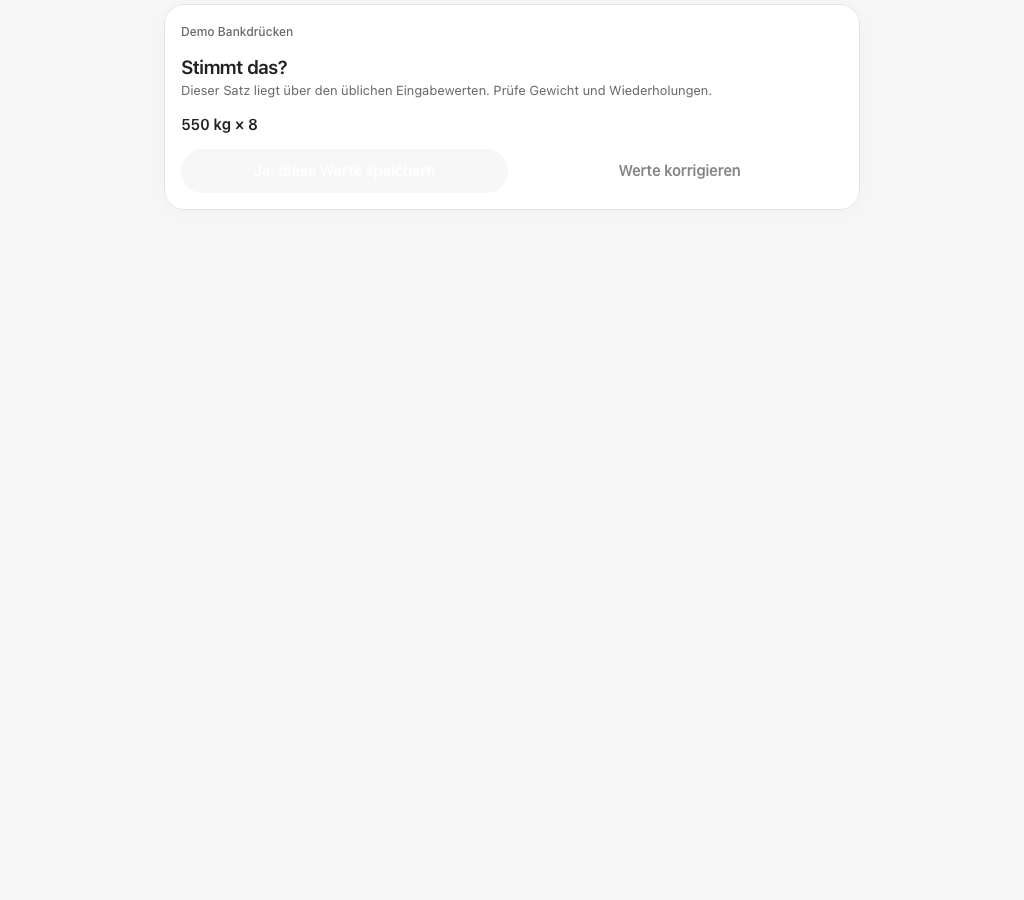 Demo Bankdrücken
Stimmt das?
Dieser Satz liegt über den üblichen Eingabewerten. Prüfe Gewicht und Wiederholungen.
550 kg × 8
Ja, diese Werte speichern
Werte korrigieren